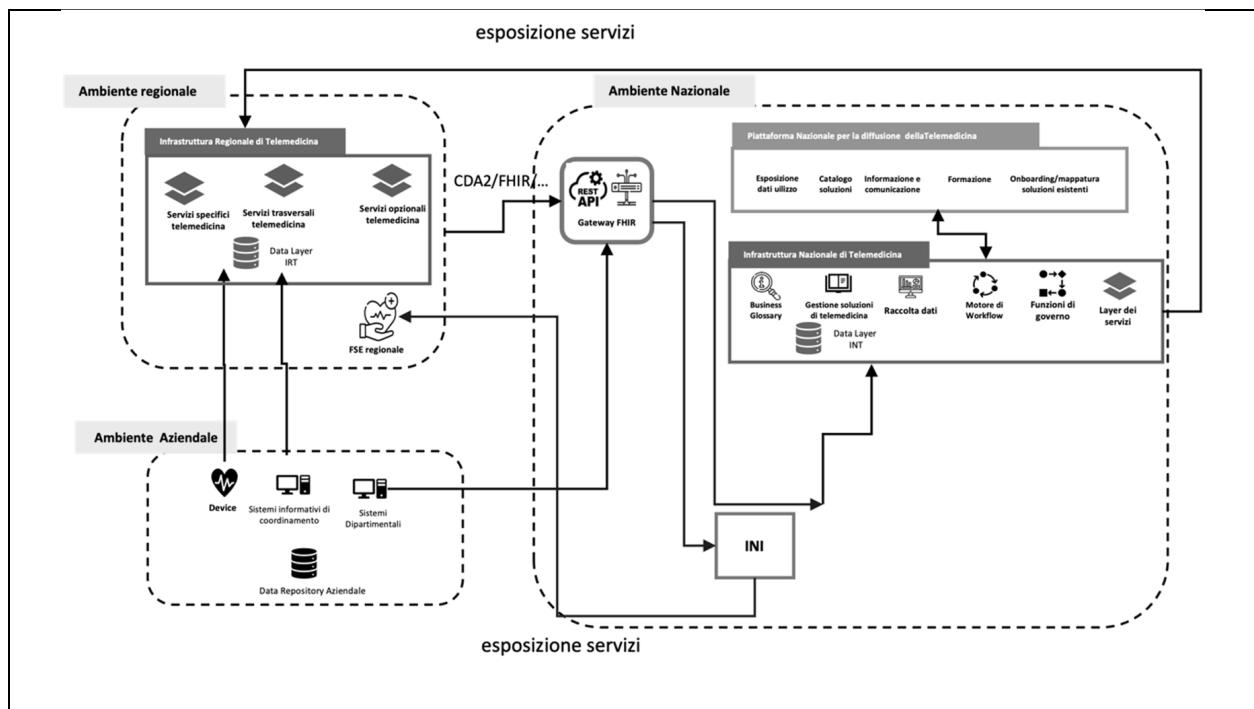 esposizione servizi
Ambiente regionale
Ambiente Nazionale
Infrastruttura Regionale di Telemedicina
Servizi specifici
telemedicina
Servizi trasversali
telemedicina
Servizi opzionali
telemedicina
Data Layer
IRT
FSE regionale
CDA2/FHIR/...
REST
API
Gateway FHIR
Piattaforma Nazionale per la diffusione dellaTelemedicina
Esposizione
dati uilizzo
Catalogo
soluzioni
Informazione e
comunicazione
Formazione
Onboarding/mappatura
soluzioni esistenti
Infrastruttura Nazionale di Telemedicina
Business
Glossary
Gestione soluzioni
di telemedicina
Raccolta dati
Motore di
Workflow
Funzioni di
governo
Layer dei
servizi
Data Layer
INT
Ambiente Aziendale
Device
Sistemi informativi di
coordinamento
Sistemi
Dipartimentali
Data Repository Aziendale
INI
esposizione servizi